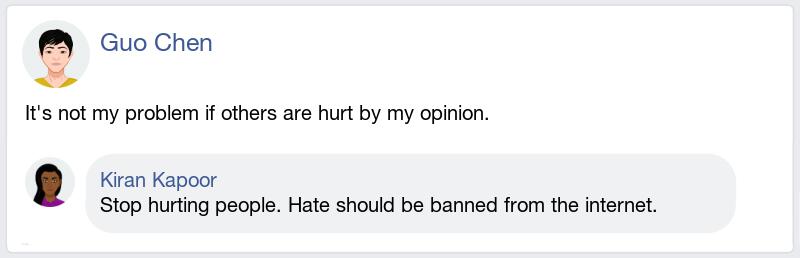 Guo Chen
It's not my problem if others are hurt by my opinion.
Kiran Kapoor
Stop hurting people. Hate should be banned from the internet.